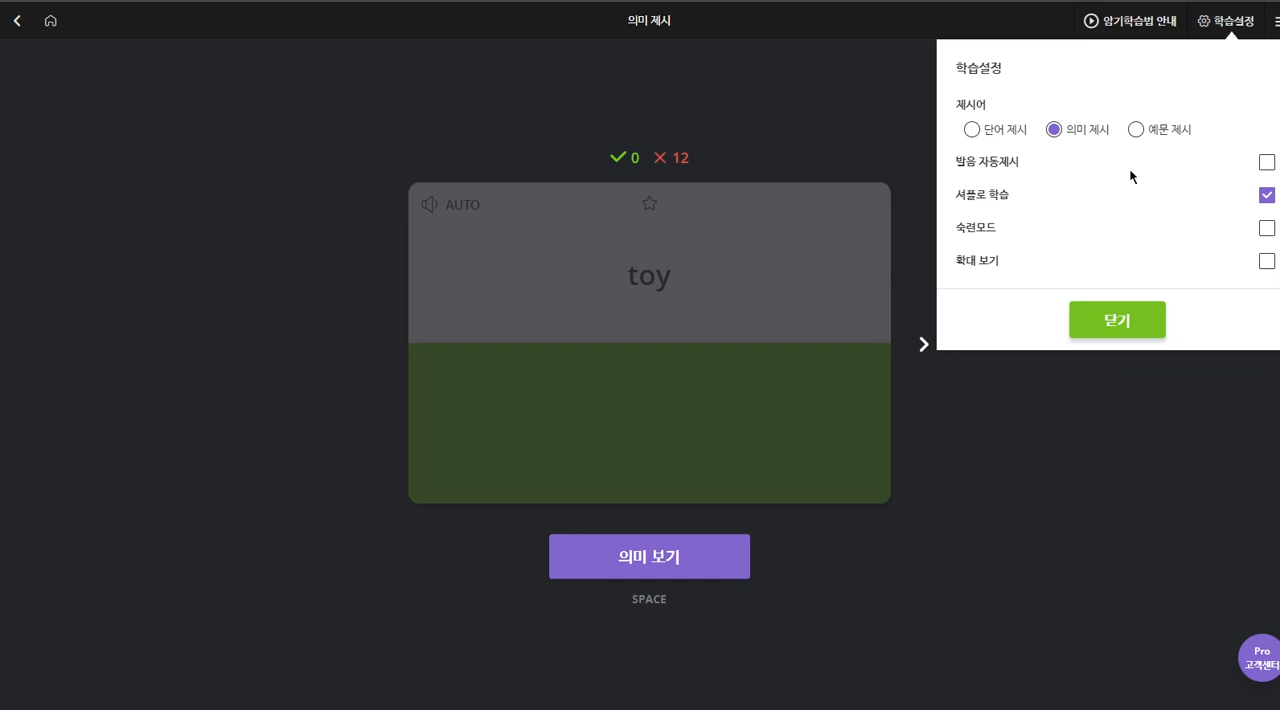 의미 제시
암기학습법 안내
학습설정
학습설정
제시어
단어 제시
의미 제시
예문 제시
발음 자동제시
셔플로 학습
숙련모드
확대 보기
닫기
0
12
AUTO
toy
의미 보기
SPACE
Pro
고객센터